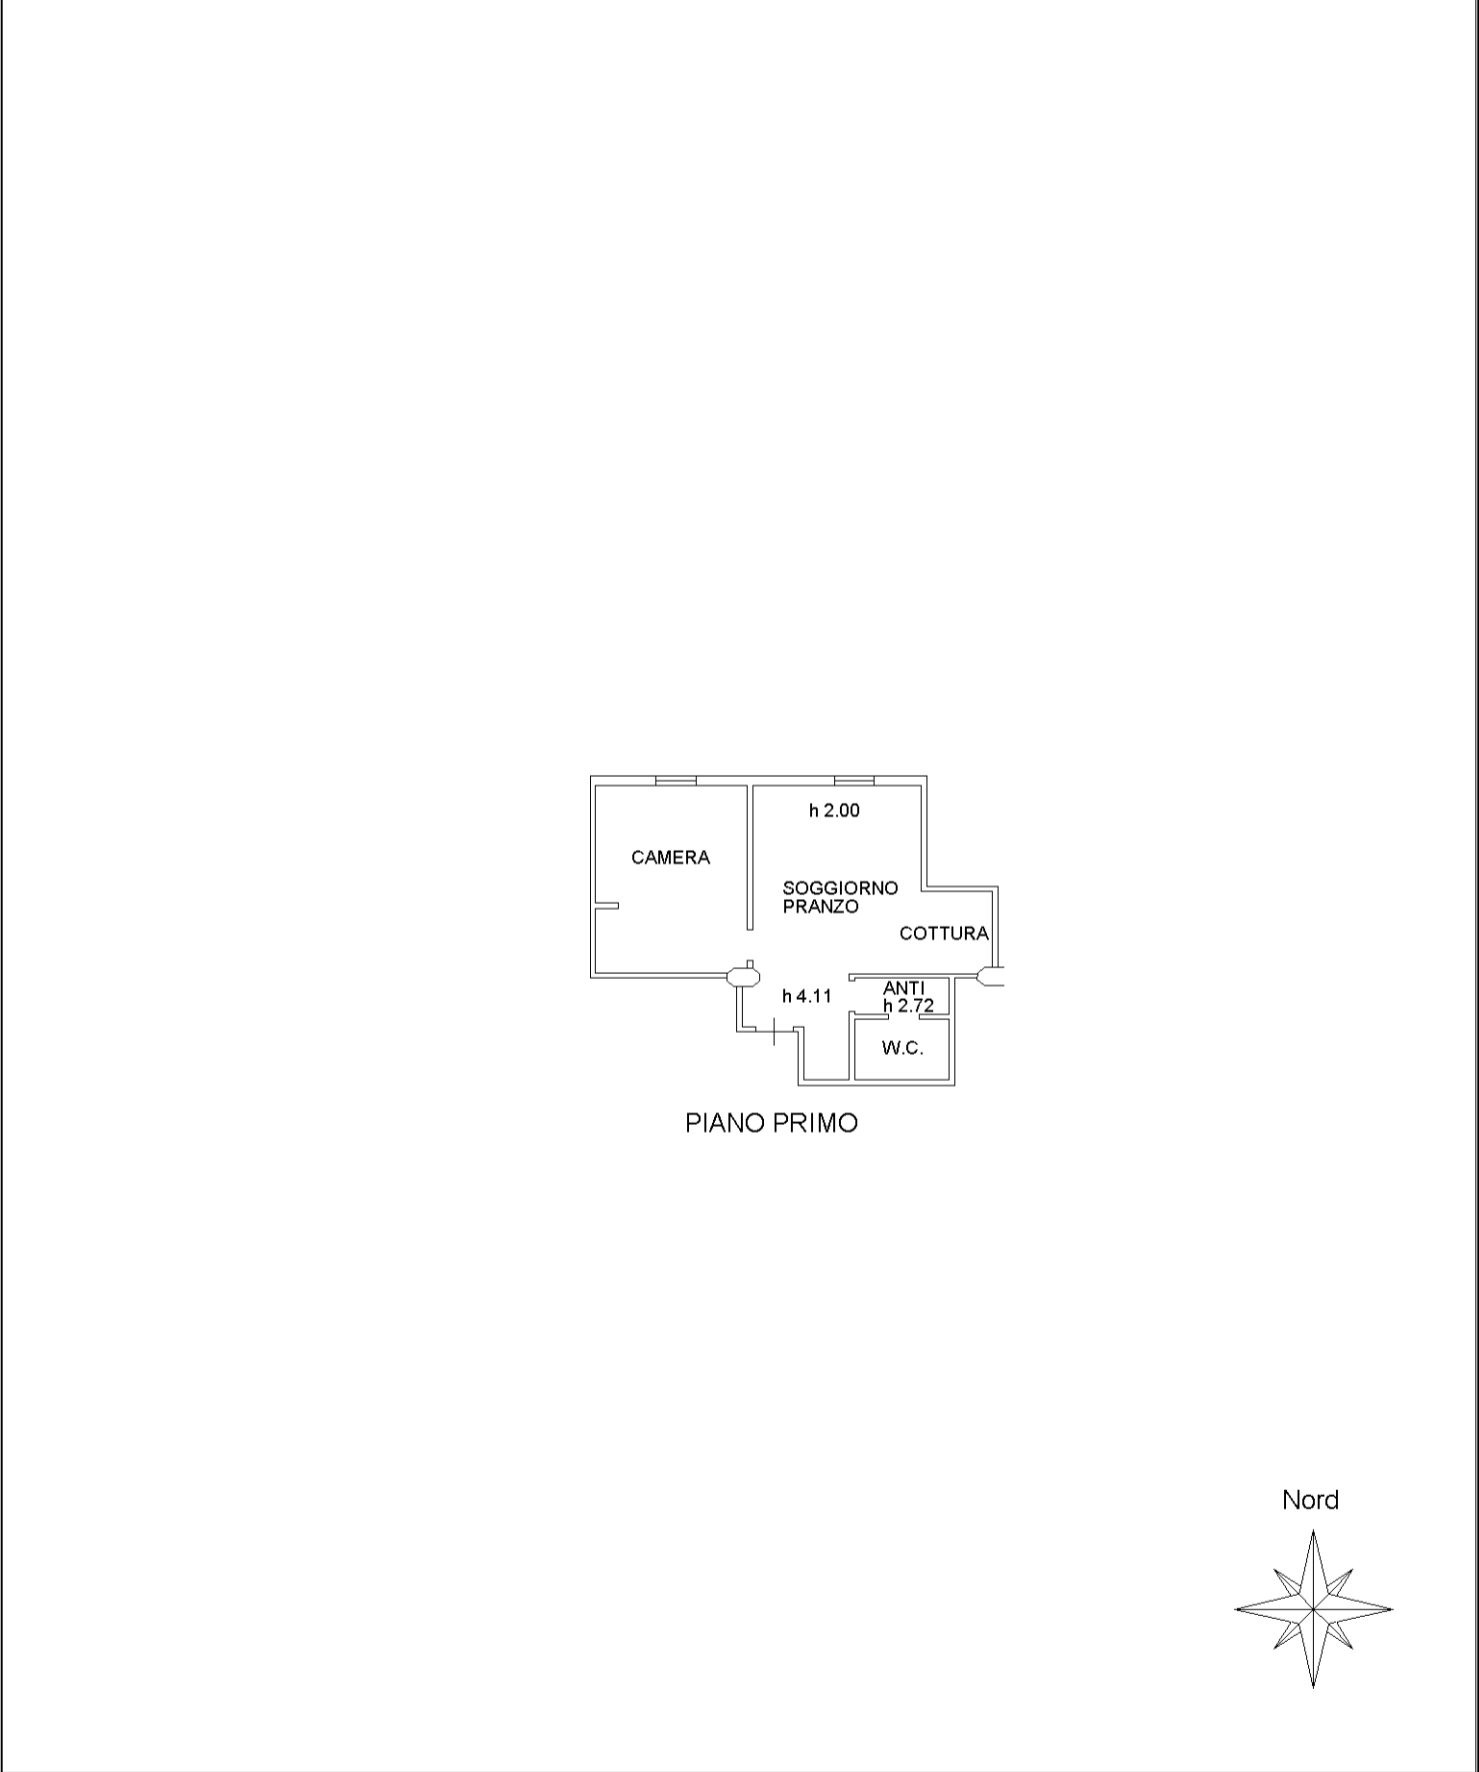 h 2.00
CAMERA
SOGGIORNO
PRANZO
COTTURA
ANTI
h 4.11
h 2.72
W.C.
PIANO PRIMO
Nord